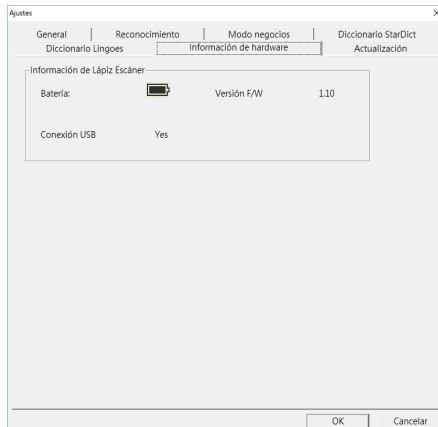 Ajustes
General Reconocimiento Modo negocios Diccionario StarDict
Diccionario Lingoes Información de hardware Actualización
Información de Lápiz Escáner
Batería: Versión F/W 1.10
Conexión USB Yes
OK Cancelar